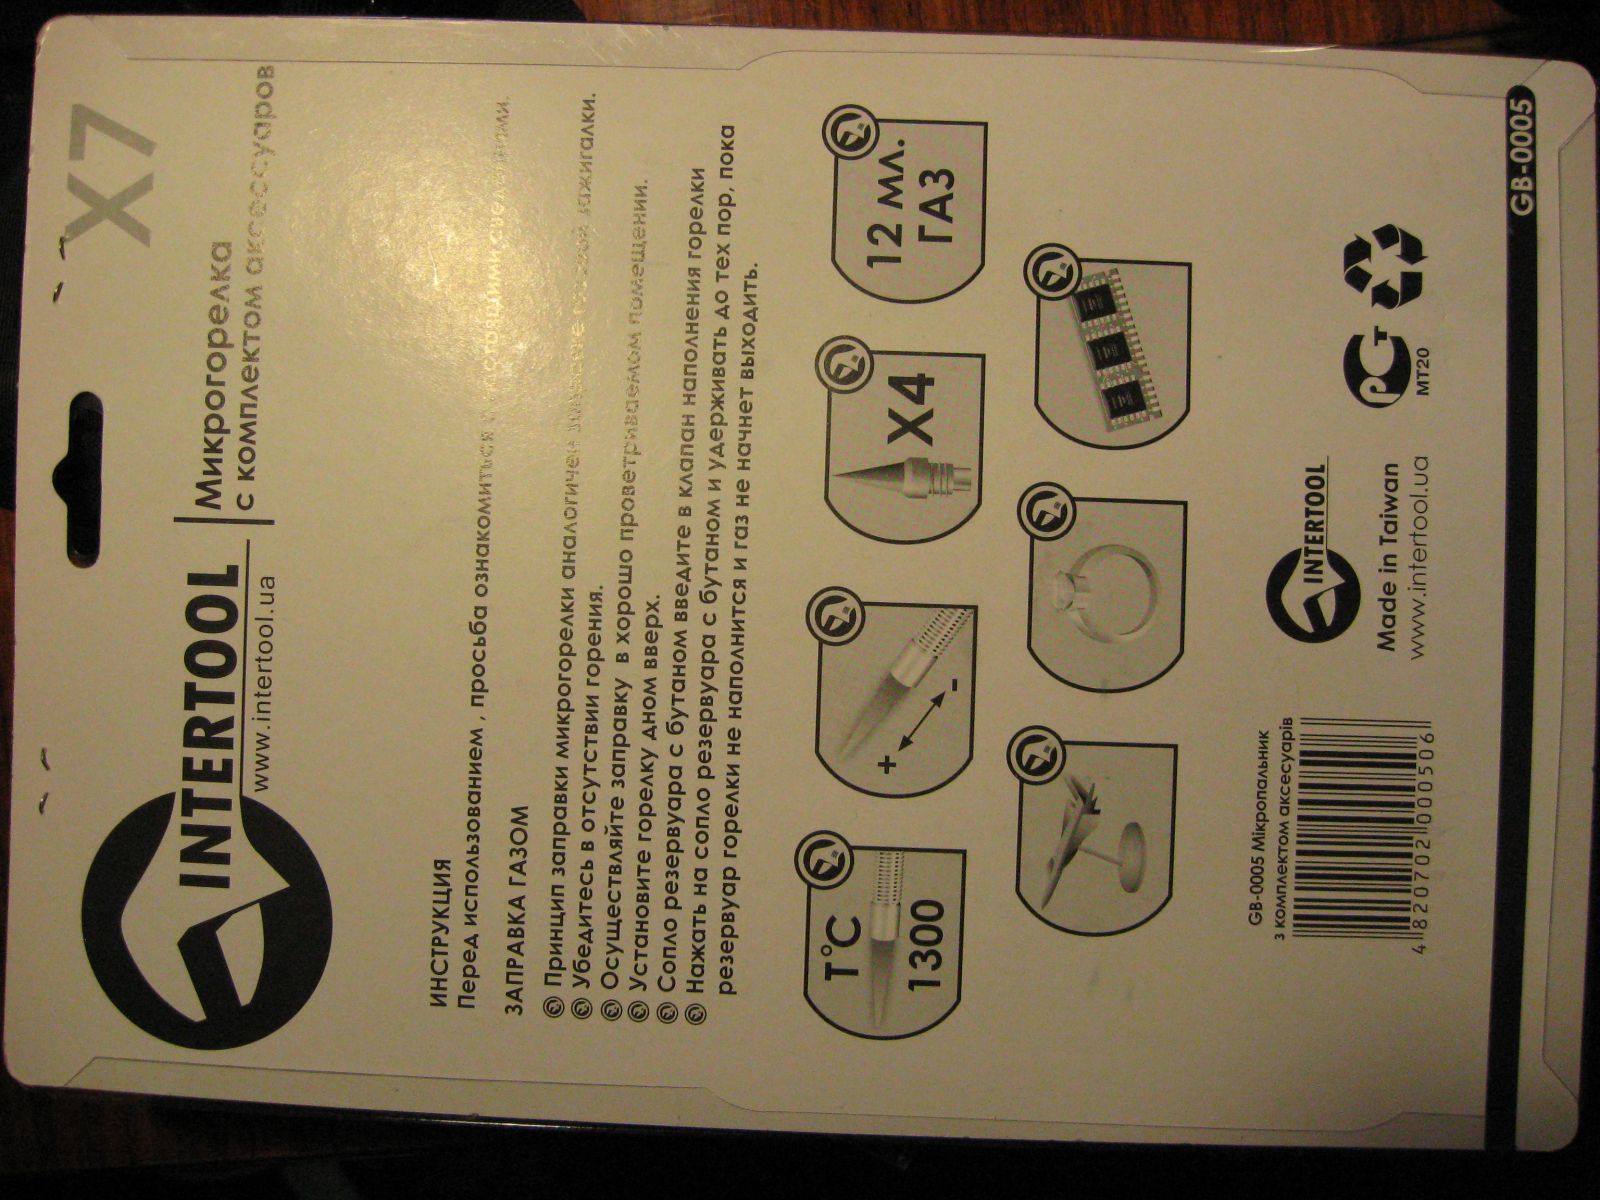 INTERTOOL
www.intertool.ua
Микрогорелка
с комплектом аксессуаров
X7
ИНСТРУКЦИЯ
Перед использованием , просьба ознакомиться с
ЗАПРАВКА ГАЗОМ
Принцип заправки микрогорелки аналогичен зажигалки.
Убедитесь в отсутствии горения.
Осуществляйте заправку в хорошо проветриваемом помещении.
Установите горелку дном вверх.
Сопло резервуара с бутаном введите в клапан наполнения горелки
Нажать на сопло резервуара с бутаном и удерживать до тех пор, пока
резервуар горелки не наполнится и газ не начнет выходить.
T°C
1300
+
-
X4
12 мл.
ГАЗ
GB-0005 Мікропальник
з комплектом аксесуарів
4 820702 000506
INTERTOOL
Made in Taiwan
www.intertool.ua
РСТ
МТ20
GB-0005